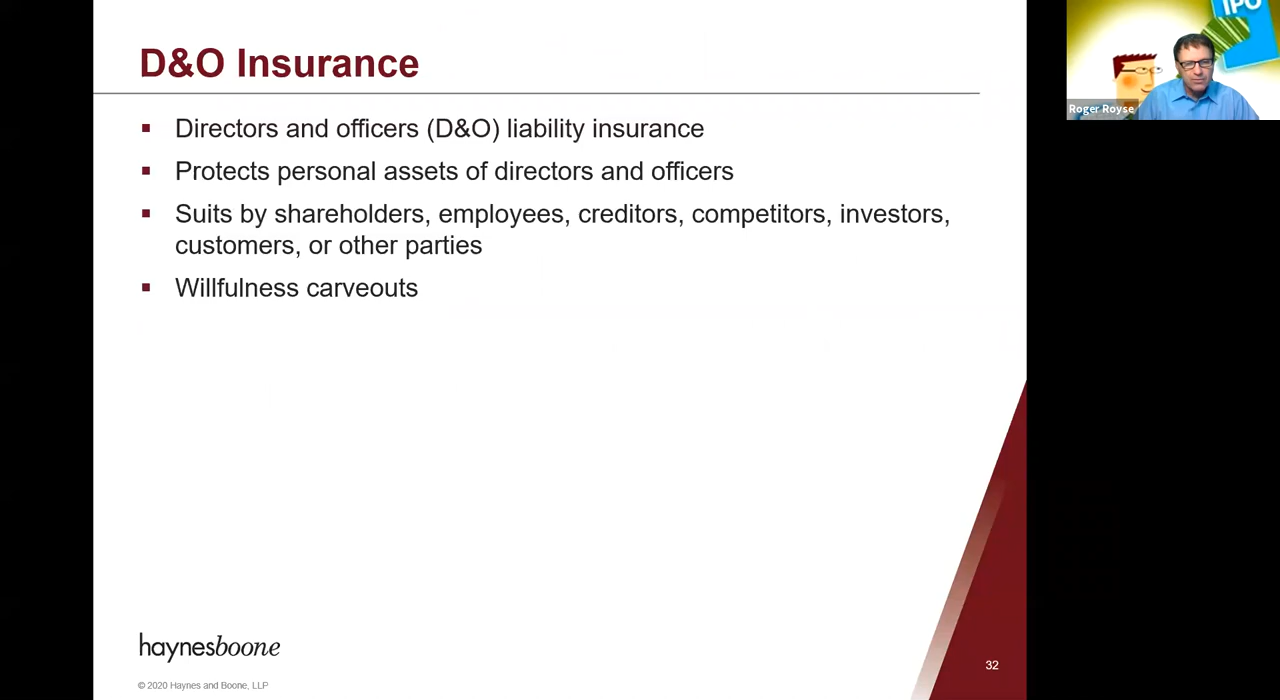 D&O Insurance
Directors and officers (D&O) liability insurance
Protects personal assets of directors and officers
Suits by shareholders, employees, creditors, competitors, investors,
customers, or other parties
Willfulness carveouts
haynesboone
© 2020 Haynes and Boone, LLP
32
IPO
Roger Royse